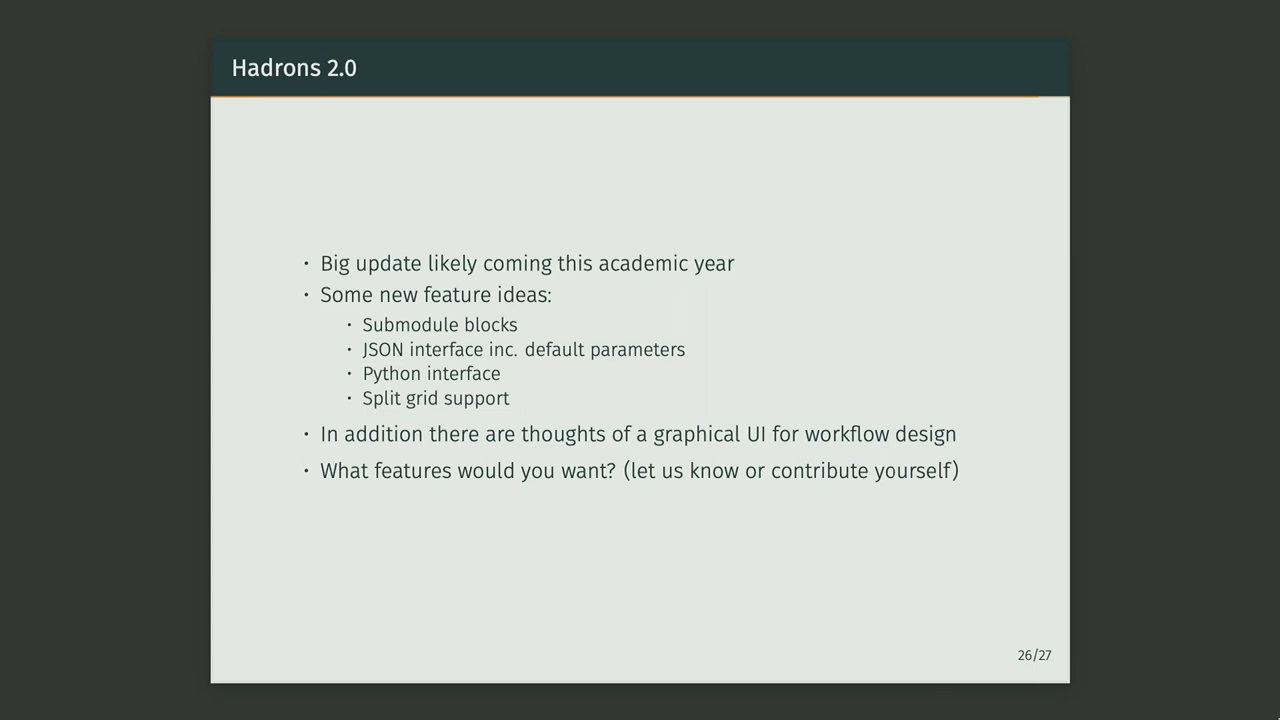 Hadrons 2.0
• Big update likely coming this academic year
• Some new feature ideas:
• Submodule blocks
• JSON interface inc. default parameters
• Python interface
• Split grid support
• In addition there are thoughts of a graphical UI for workflow design
• What features would you want? (let us know or contribute yourself)
26/27